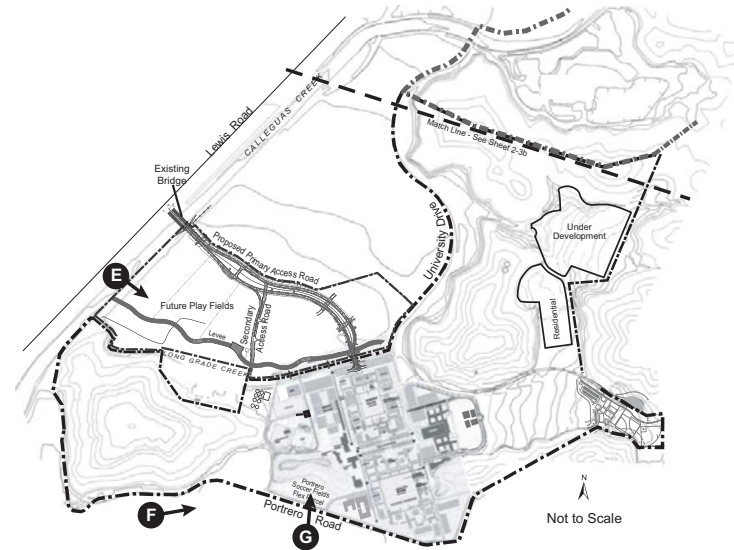 Lewis Road
CALLEGUAS CREEK
Match Line - See Sheet 2-3b
Existing
Bridge
Proposed Primary Access Road
University Drive
Under
Development
E
Future Play Fields
Secondary
Access Road
Levee
Residential
LONG GRADE CREEK
Portrero
Soccer Fields
Flex Parcel
F
Portrero Road
G
N
Not to Scale